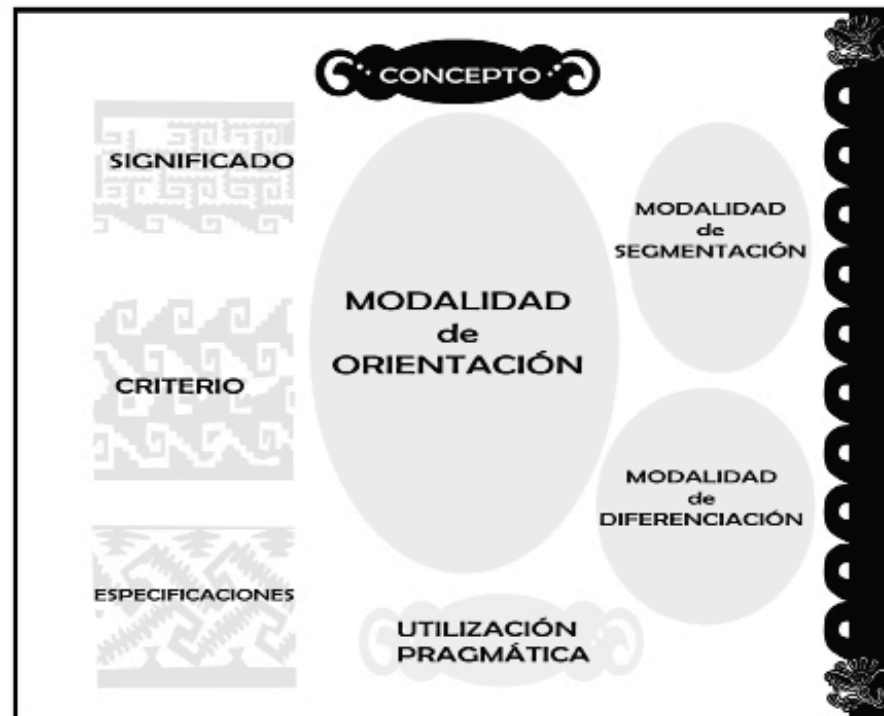 CONCEPTO
SIGNIFICADO
CRITERIO
ESPECIFICACIONES
MODALIDAD
de
ORIENTACIÓN
MODALIDAD
de
SEGMENTACIÓN
MODALIDAD
de
DIFERENCIACIÓN
UTILIZACIÓN
PRAGMÁTICA